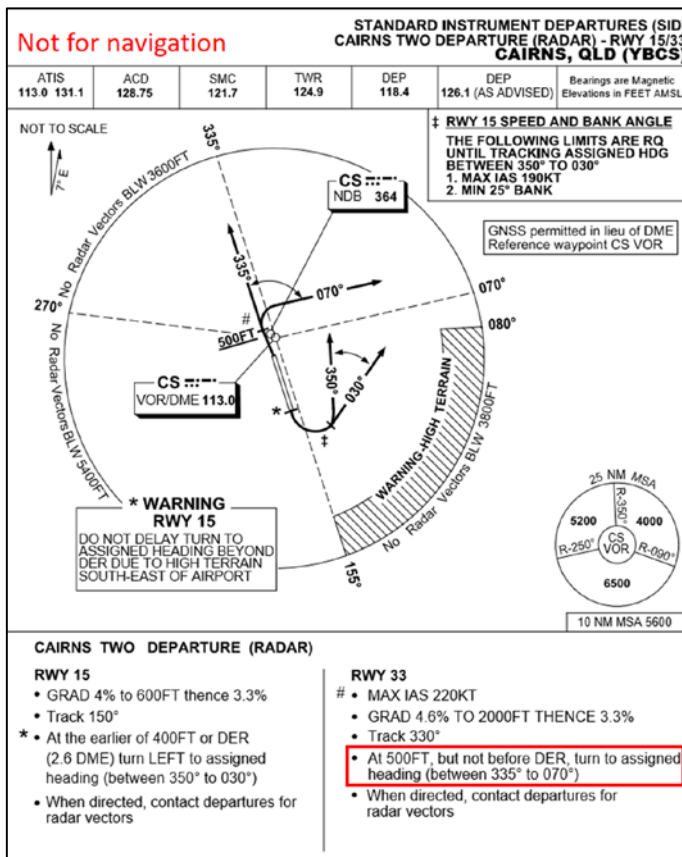 Not for navigation
STANDARD INSTRUMENT DEPARTURES (SID)
CAIRNS TWO DEPARTURE (RADAR) - RWY 15/33
CAIRNS, QLD (YBCS)
ATIS
113.0 131.1
ACD
128.75
SMC
121.7
TWR
124.9
DEP
118.4
DEP
126.1 (AS ADVISED)
Bearings are Magnetic
Elevations in FEET AMSL
NOT TO SCALE
7° E
‡ RWY 15 SPEED AND BANK ANGLE
THE FOLLOWING LIMITS ARE RQ
UNTIL TRACKING ASSIGNED HDG
BETWEEN 350° TO 030°
1. MAX IAS 190KT
2. MIN 25° BANK
GNSS permitted in lieu of DME
Reference waypoint CS VOR
335°
No Radar Vectors BLW 3600FT
CS
NDB 364
335°
070°
070°
080°
270°
#
500FT
350°
030°
CS
VOR/DME 113.0
*
‡
No Radar Vectors BLW 5400FT
WARNING-HIGH TERRAIN
No Radar Vectors BLW 3800FT
155°
* WARNING
RWY 15
DO NOT DELAY TURN TO
ASSIGNED HEADING BEYOND
DER DUE TO HIGH TERRAIN
SOUTH-EAST OF AIRPORT
25 NM MSA
R-350°
5200
4000
CS
VOR
R-250°
R-090°
6500
10 NM MSA 5600
CAIRNS TWO DEPARTURE (RADAR)
RWY 15
• GRAD 4% to 600FT thence 3.3%
• Track 150°
* • At the earlier of 400FT or DER
(2.6 DME) turn LEFT to assigned
heading (between 350° to 030°)
• When directed, contact departures for
radar vectors
RWY 33
# • MAX IAS 220KT
• GRAD 4.6% TO 2000FT THENCE 3.3%
• Track 330°
• At 500FT, but not before DER, turn to assigned
heading (between 335° to 070°)
• When directed, contact departures for
radar vectors